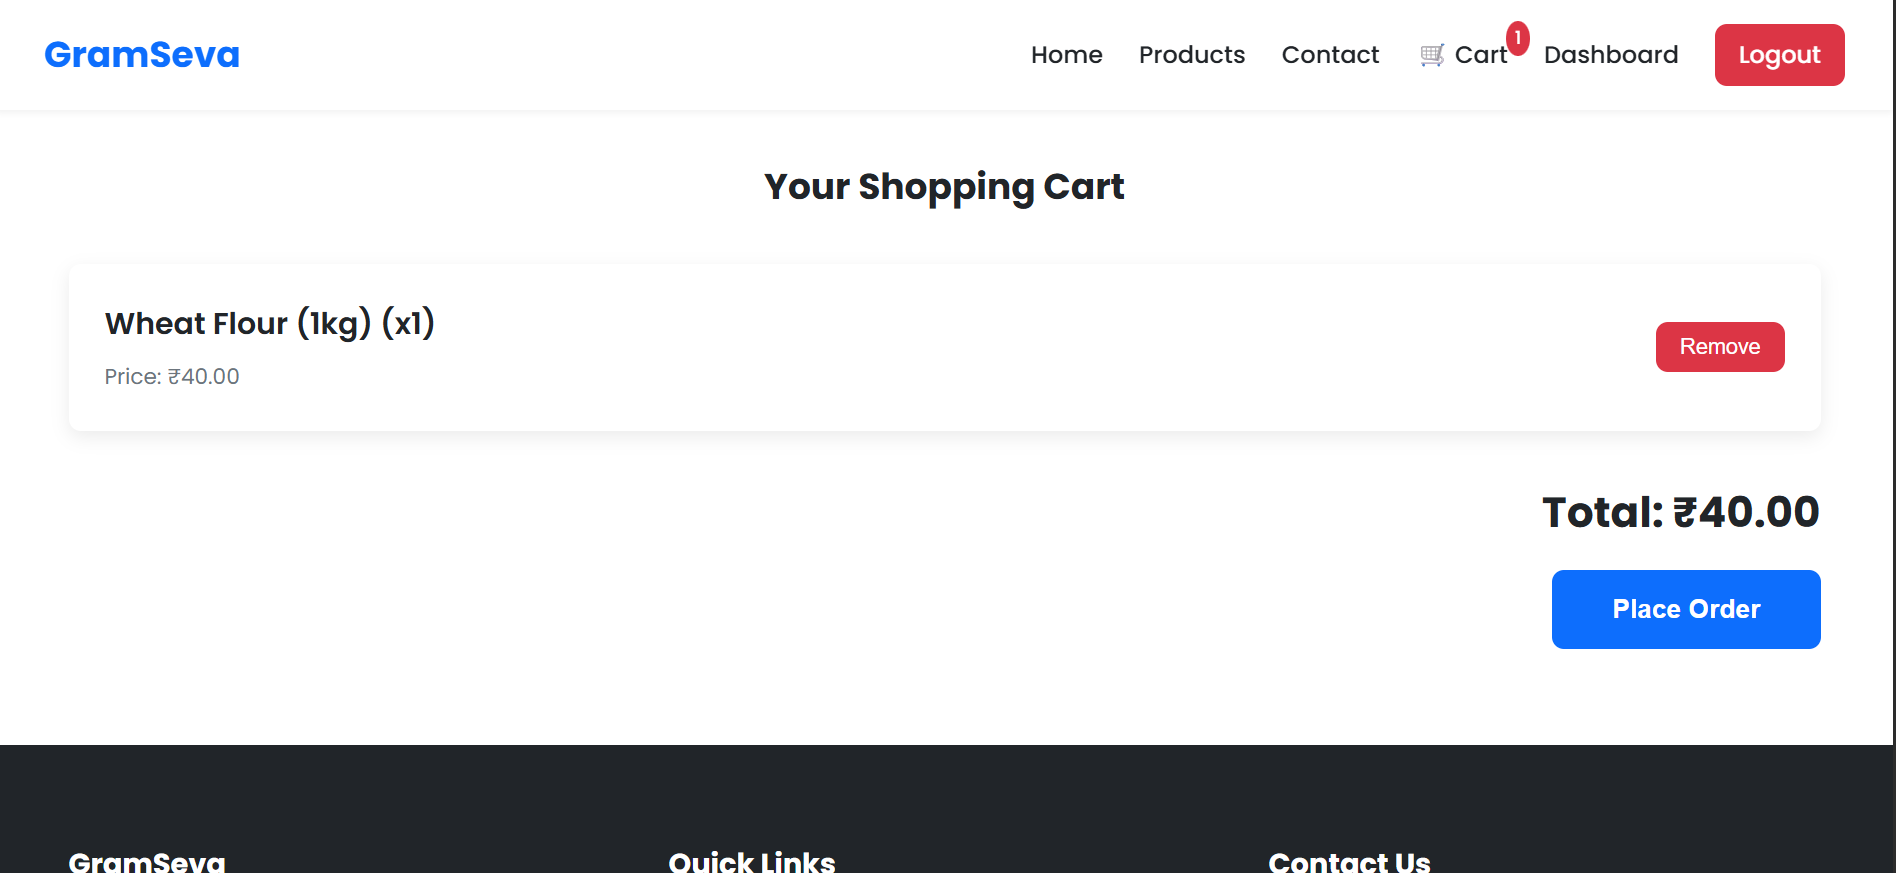 GramSeva
Home Products Contact 🛒 Cart 1 Dashboard Logout
Your Shopping Cart
Wheat Flour (1kg) (x1)
Price: ₹40.00
Remove
Total: ₹40.00
Place Order
GramSeva Quick Links Contact Us